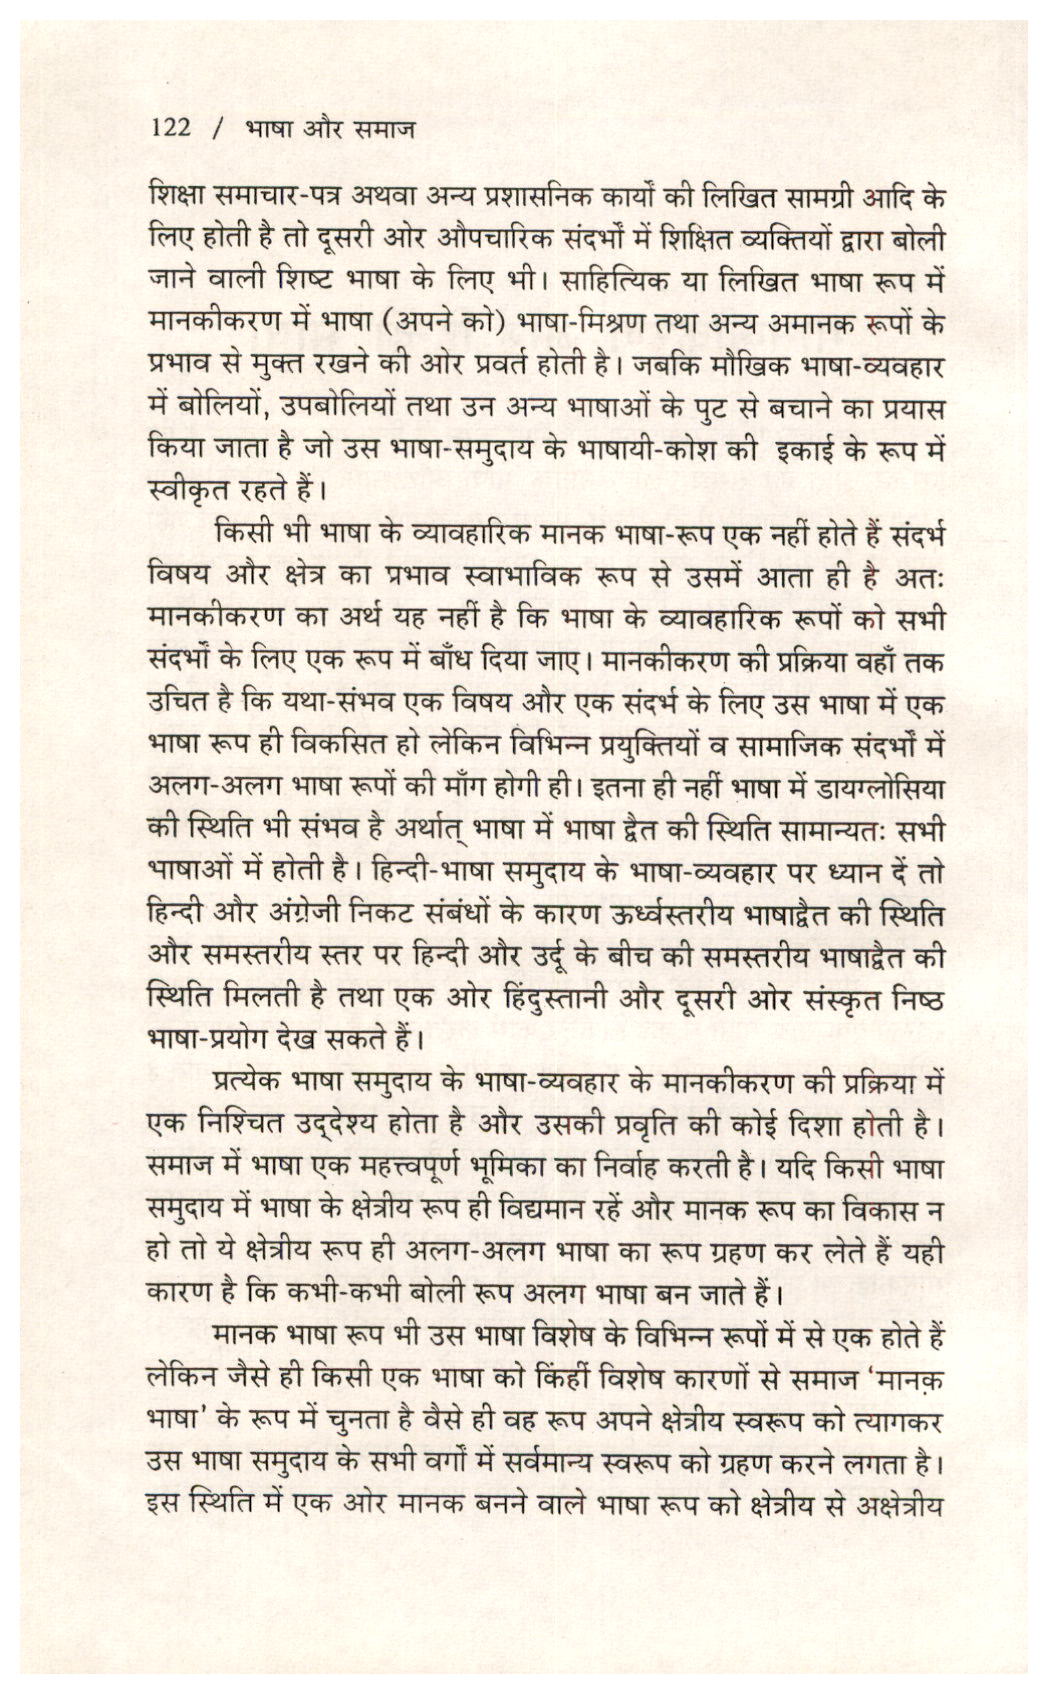 122 / भाषा और समाज
शिक्षा समाचार-पत्र अथवा अन्य प्रशासनिक कार्यों की लिखित सामग्री आदि के
लिए होती है तो दूसरी ओर औपचारिक संदर्भों में शिक्षित व्यक्तियों द्वारा बोली
जाने वाली शिष्ट भाषा के लिए भी। साहित्यिक या लिखित भाषा रूप में
मानकीकरण में भाषा (अपने को) भाषा-मिश्रण तथा अन्य अमानक रूपों के
प्रभाव से मुक्त रखने की ओर प्रवर्त होती है। जबकि मौखिक भाषा-व्यवहार
में बोलियों, उपबोलियों तथा उन अन्य भाषाओं के पुट से बचाने का प्रयास
किया जाता है जो उस भाषा-समुदाय के भाषायी-कोश की इकाई के रूप में
स्वीकृत रहते हैं।
किसी भी भाषा के व्यावहारिक मानक भाषा-रूप एक नहीं होते हैं संदर्भ
विषय और क्षेत्र का प्रभाव स्वाभाविक रूप से उसमें आता ही है अतः
मानकीकरण का अर्थ यह नहीं है कि भाषा के व्यावहारिक रूपों को सभी
संदर्भों के लिए एक रूप में बाँध दिया जाए। मानकीकरण की प्रक्रिया वहाँ तक
उचित है कि यथा-संभव एक विषय और एक संदर्भ के लिए उस भाषा में एक
भाषा रूप ही विकसित हो लेकिन विभिन्न प्रयुक्तियों व सामाजिक संदर्भों में
अलग-अलग भाषा रूपों की माँग होगी ही। इतना ही नहीं भाषा में डायग्लोसिया
की स्थिति भी संभव है अर्थात् भाषा में भाषा द्वैत की स्थिति सामान्यतः सभी
भाषाओं में होती है। हिन्दी-भाषा समुदाय के भाषा-व्यवहार पर ध्यान दें तो
हिन्दी और अंग्रेजी निकट संबंधों के कारण ऊर्ध्वस्तरीय भाषाद्वैत की स्थिति
और समस्तरीय स्तर पर हिन्दी और उर्दू के बीच की समस्तरीय भाषाद्वैत की
स्थिति मिलती है तथा एक ओर हिंदुस्तानी और दूसरी ओर संस्कृत निष्ठ
भाषा-प्रयोग देख सकते हैं।
प्रत्येक भाषा समुदाय के भाषा-व्यवहार के मानकीकरण की प्रक्रिया में
एक निश्चित उद्देश्य होता है और उसकी प्रवृति की कोई दिशा होती है।
समाज में भाषा एक महत्त्वपूर्ण भूमिका का निर्वाह करती है। यदि किसी भाषा
समुदाय में भाषा के क्षेत्रीय रूप ही विद्यमान रहें और मानक रूप का विकास न
हो तो ये क्षेत्रीय रूप ही अलग-अलग भाषा का रूप ग्रहण कर लेते हैं यही
कारण है कि कभी-कभी बोली रूप अलग भाषा बन जाते हैं।
मानक भाषा रूप भी उस भाषा विशेष के विभिन्न रूपों में से एक होते हैं
लेकिन जैसे ही किसी एक भाषा को किंहीं विशेष कारणों से समाज ‘मानक
भाषा’ के रूप में चुनता है वैसे ही वह रूप अपने क्षेत्रीय स्वरूप को त्यागकर
उस भाषा समुदाय के सभी वर्गों में सर्वमान्य स्वरूप को ग्रहण करने लगता है।
इस स्थिति में एक ओर मानक बनने वाले भाषा रूप को क्षेत्रीय से अक्षेत्रीय